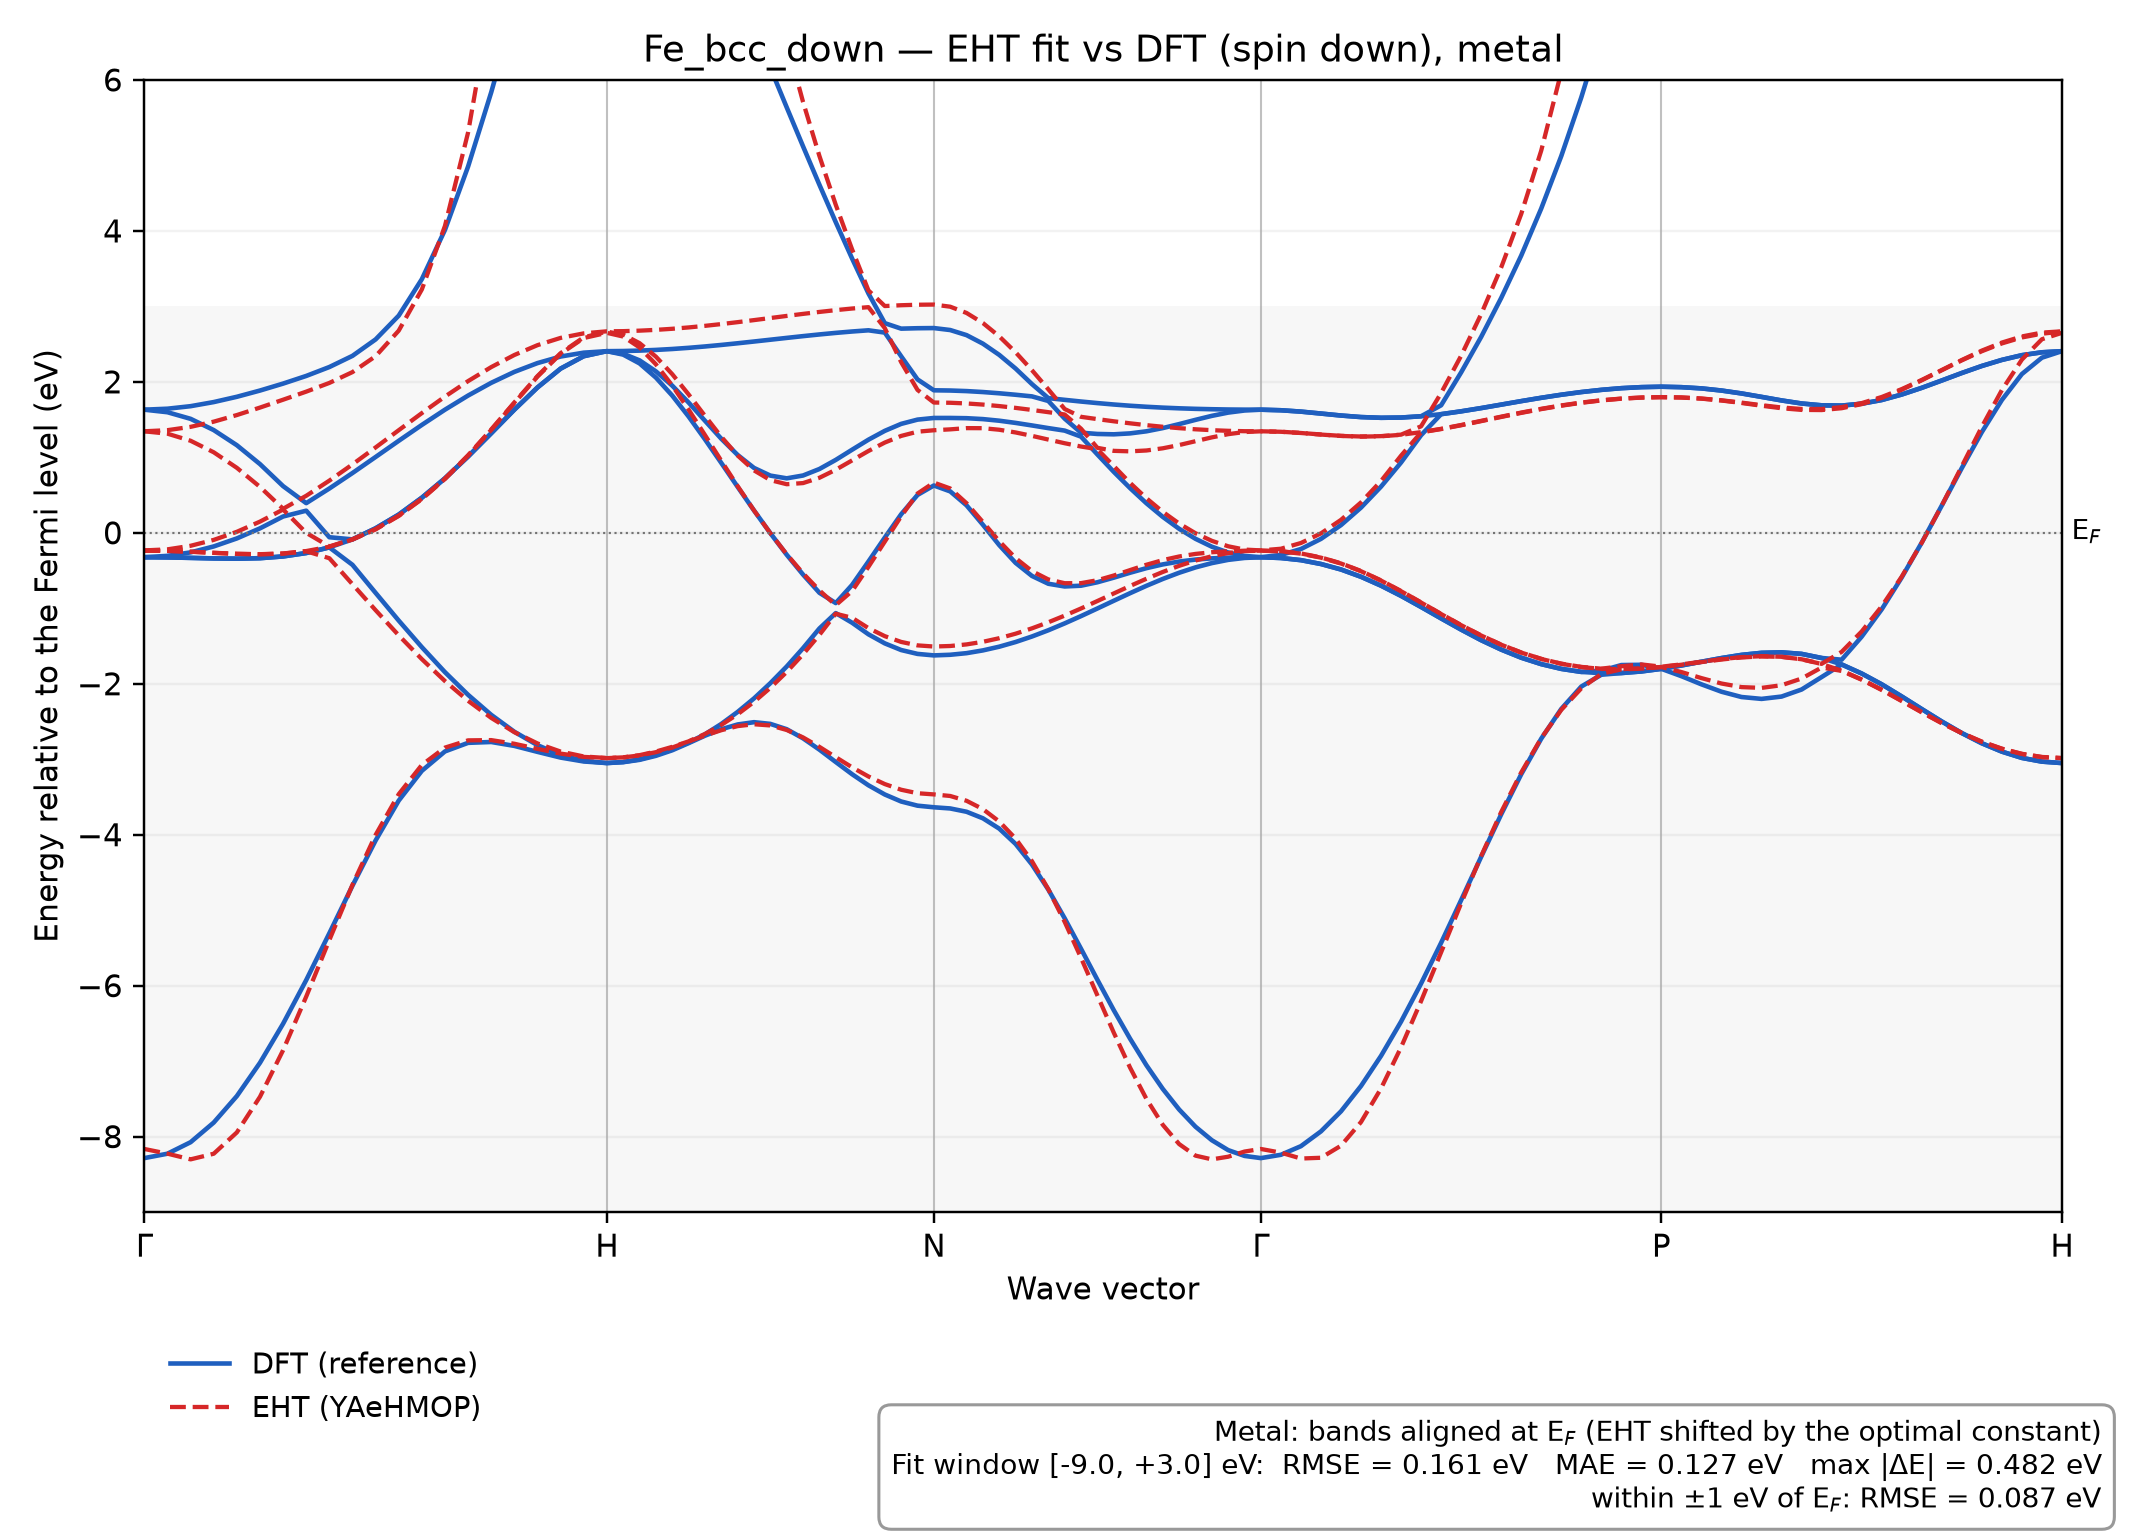 Fe_bcc_down — EHT fit vs DFT (spin down), metal
Energy relative to the Fermi level (eV)
6
4
2
0
−2
−4
−6
−8
E_F
Γ
H
N
Γ
P
H
Wave vector
DFT (reference)
EHT (YAeHMOP)
Metal: bands aligned at E_F (EHT shifted by the optimal constant)
Fit window [-9.0, +3.0] eV: RMSE = 0.161 eV MAE = 0.127 eV max |ΔE| = 0.482 eV
within ±1 eV of E_F: RMSE = 0.087 eV